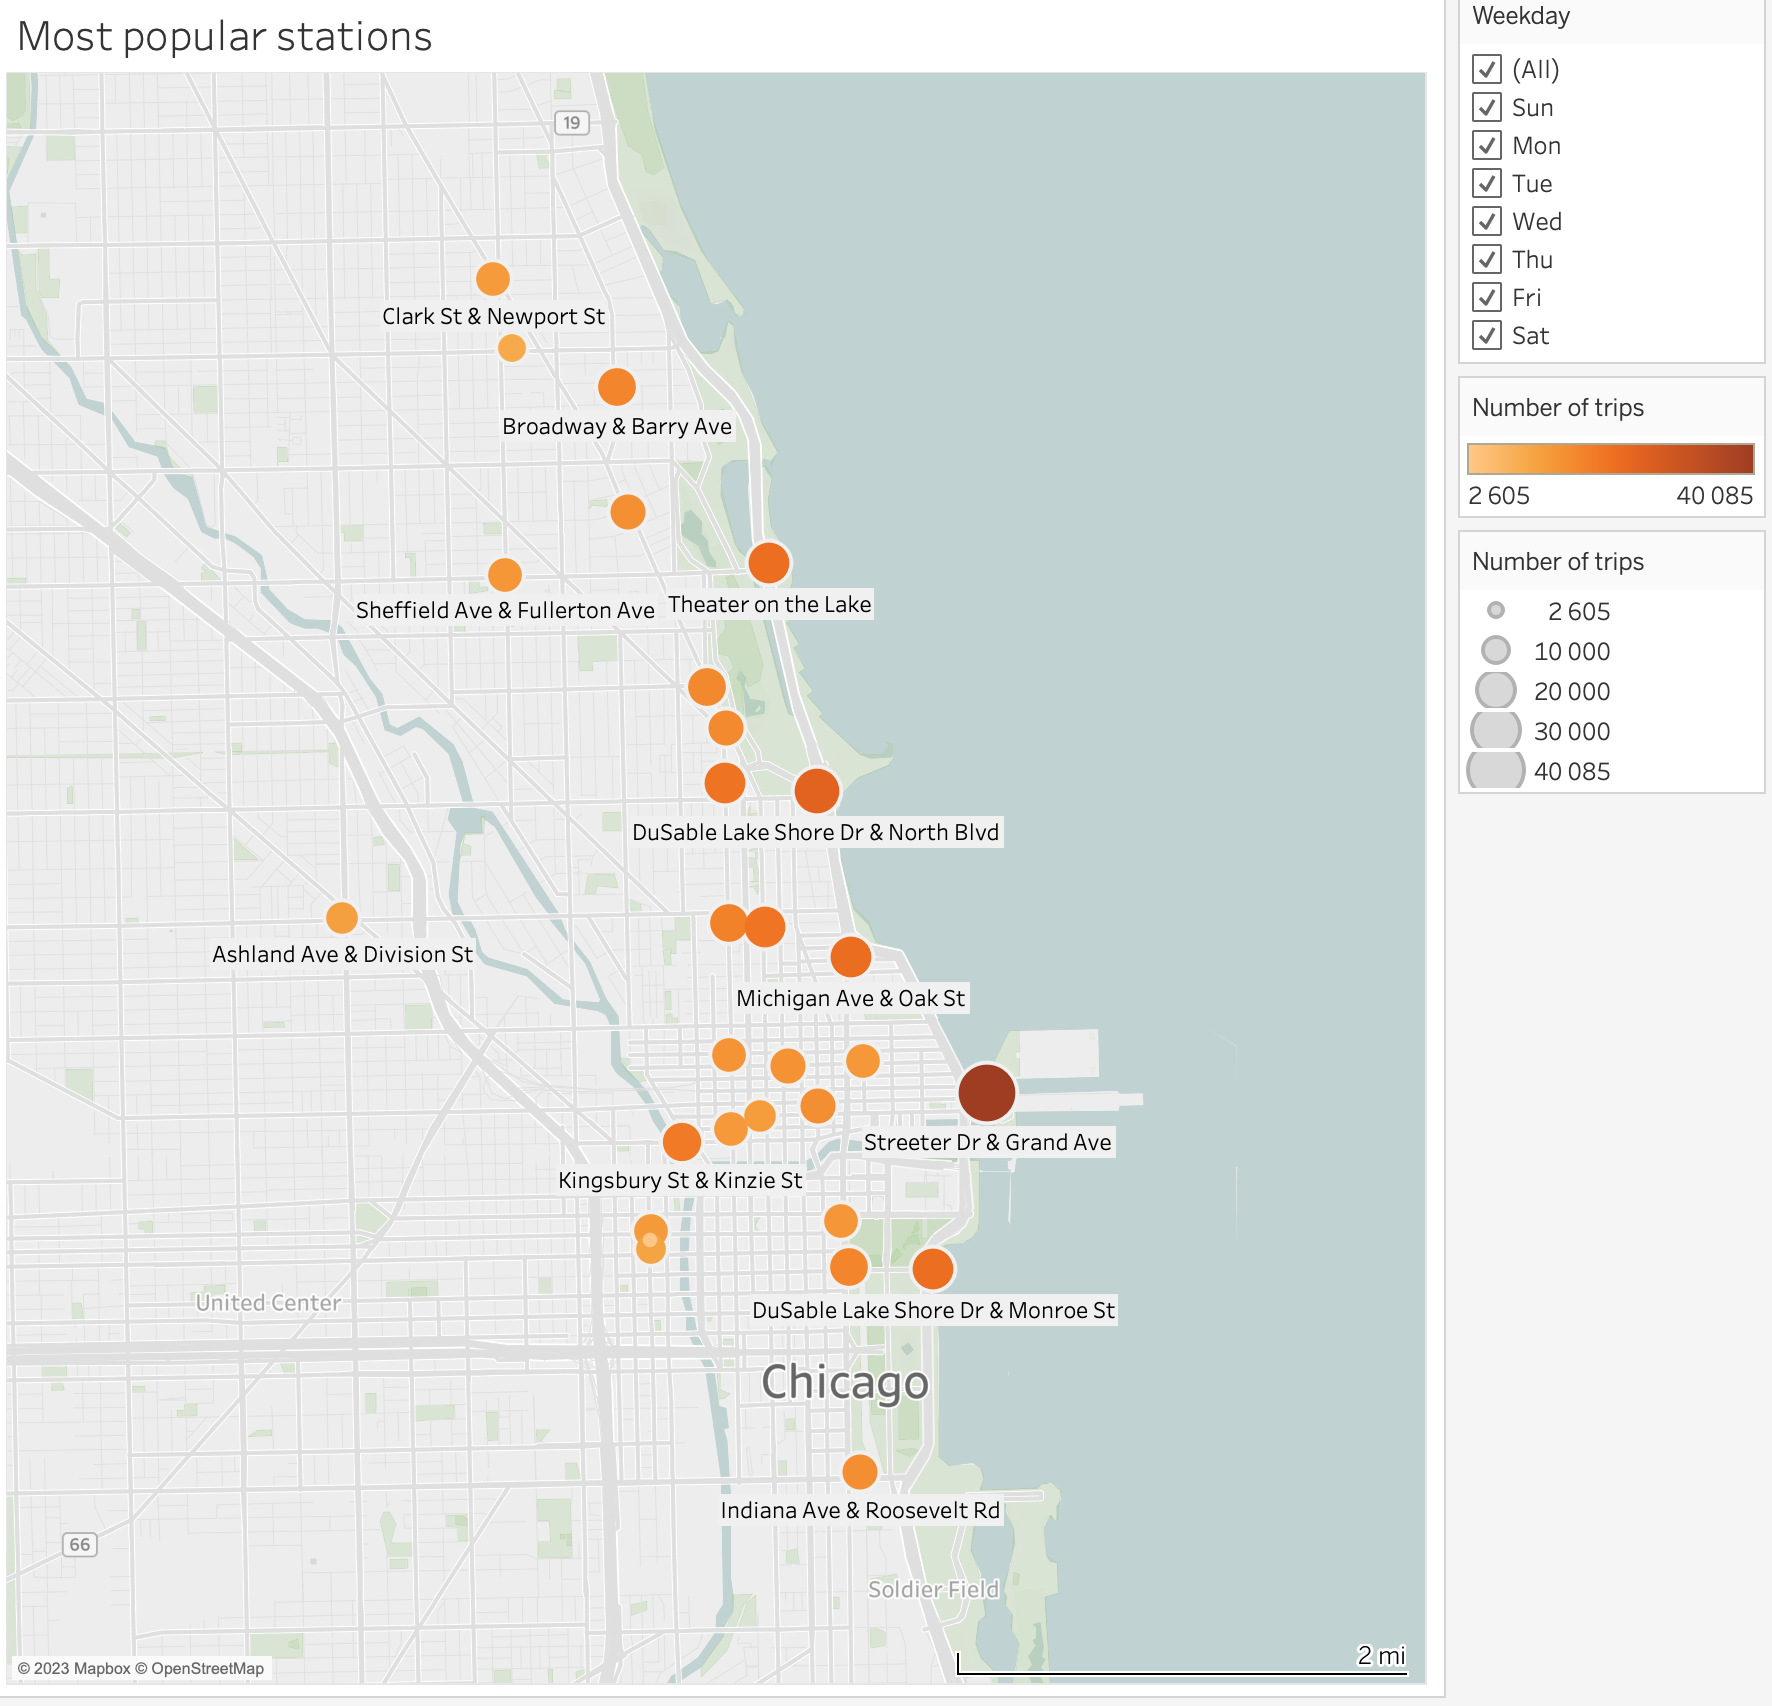 Most popular stations
19
Clark St & Newport St
Broadway & Barry Ave
Sheffield Ave & Fullerton Ave
Theater on the Lake
DuSable Lake Shore Dr & North Blvd
Ashland Ave & Division St
Michigan Ave & Oak St
Streeter Dr & Grand Ave
Kingsbury St & Kinzie St
United Center
DuSable Lake Shore Dr & Monroe St
Chicago
Indiana Ave & Roosevelt Rd
66
Soldier Field
2 mi
© 2023 Mapbox © OpenStreetMap
Weekday
(All)
Sun
Mon
Tue
Wed
Thu
Fri
Sat
Number of trips
2 605 40 085
Number of trips
2 605
10 000
20 000
30 000
40 085